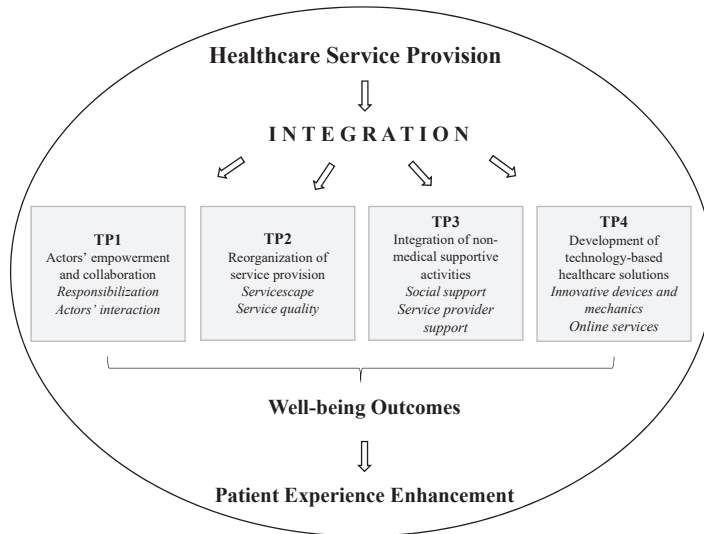 Healthcare Service Provision
INTEGRATION
TP1
Actors’ empowerment
and collaboration
Responsibilization
Actors’ interaction
TP2
Reorganization of
service provision
Servicescape
Service quality
TP3
Integration of non-
medical supportive
activities
Social support
Service provider
support
TP4
Development of
technology-based
healthcare solutions
Innovative devices and
mechanics
Online services
Well-being Outcomes
Patient Experience Enhancement